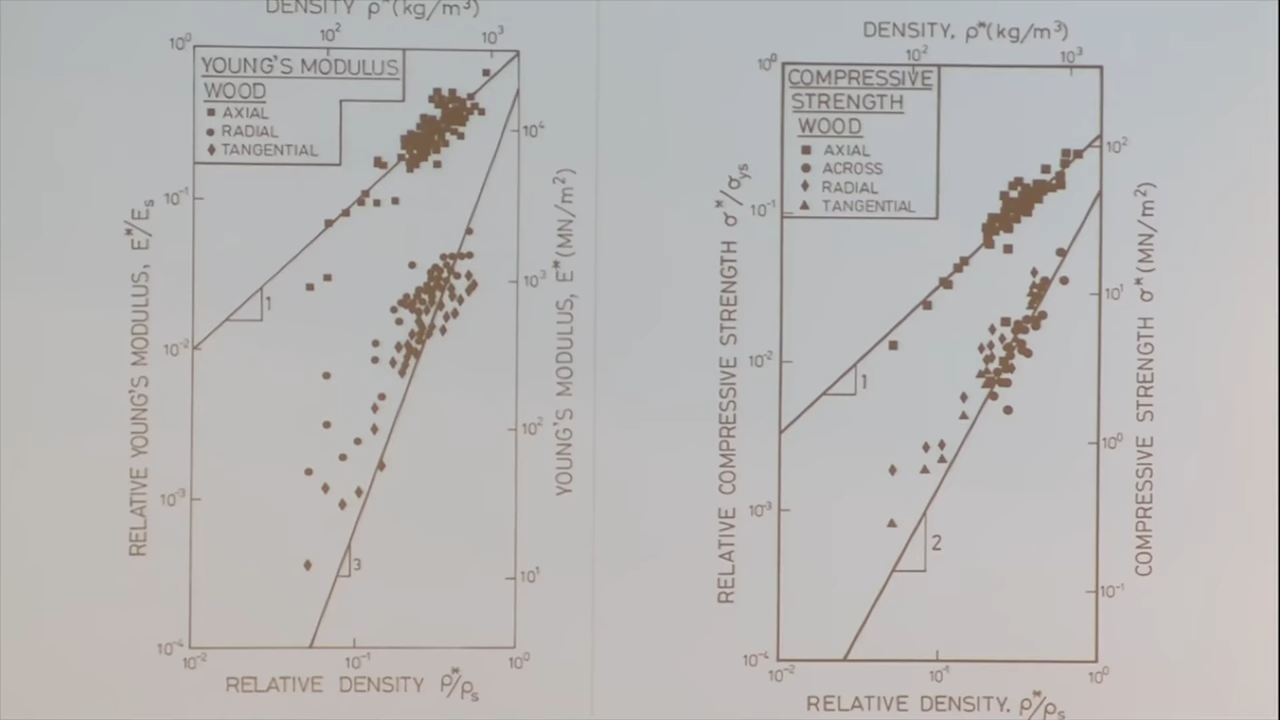 DENSITY ρ*(kg/m³)
10² 10³
10⁰
YOUNG'S MODULUS
WOOD
AXIAL
RADIAL
TANGENTIAL
10⁴
10⁻¹
RELATIVE YOUNG'S MODULUS, E*/Eₛ
YOUNG'S MODULUS, E* (MN/m²)
10³
1
10⁻²
10²
10⁻³
3
10¹
10⁻⁴
10⁻² 10⁻¹ 10⁰
RELATIVE DENSITY ρ*/ρₛ
DENSITY, ρ*(kg/m³)
10² 10³
10⁰
COMPRESSIVE
STRENGTH
WOOD
AXIAL
ACROSS
RADIAL
TANGENTIAL
10²
10⁻¹
RELATIVE COMPRESSIVE STRENGTH σ*/σyₛ
COMPRESSIVE STRENGTH σ* (MN/m²)
10¹
10⁻²
1
10⁰
10⁻³
2
10⁻¹
10⁻⁴
10⁻² 10⁻¹ 10⁰
RELATIVE DENSITY. ρ*/ρₛ